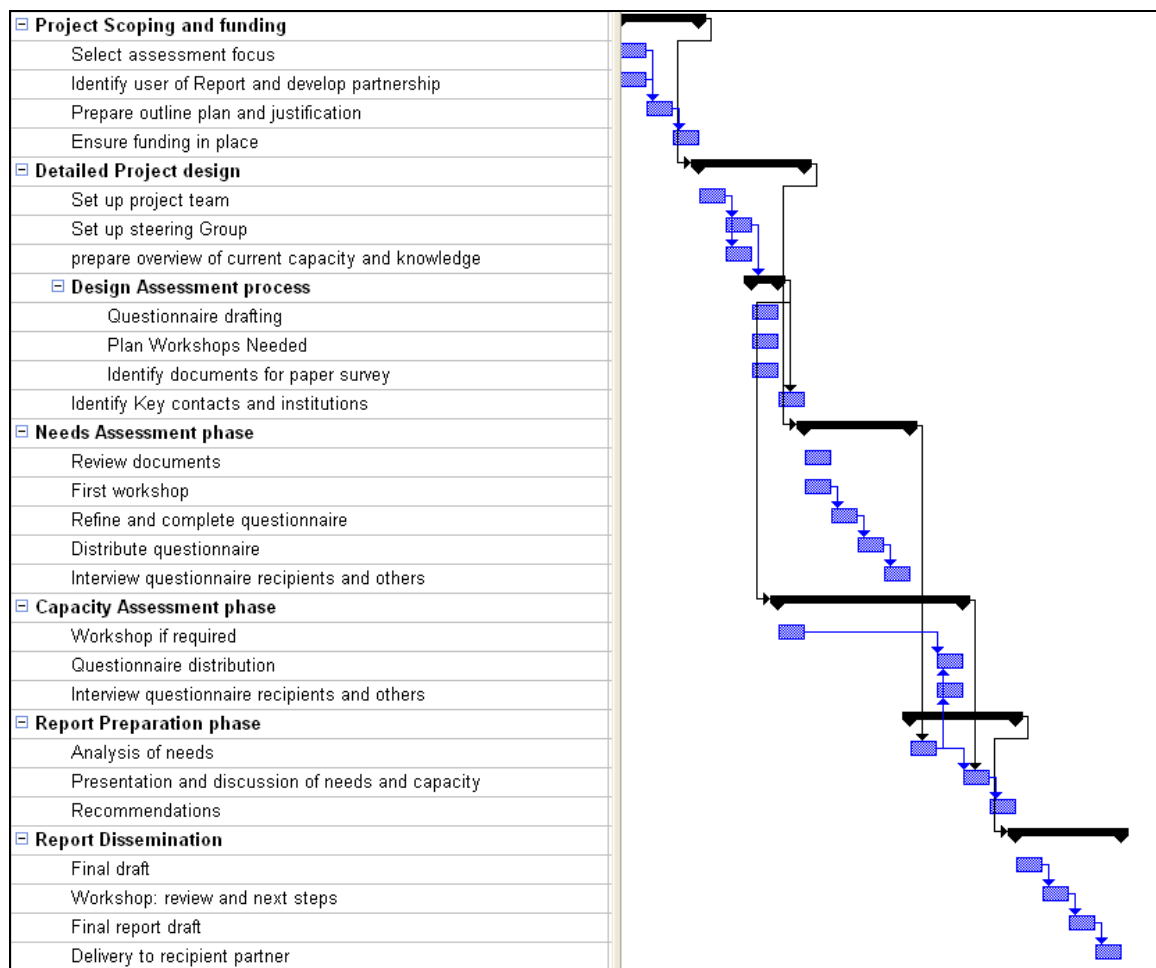 Project Scoping and funding
Select assessment focus
Identify user of Report and develop partnership
Prepare outline plan and justification
Ensure funding in place
Detailed Project design
Set up project team
Set up steering Group
prepare overview of current capacity and knowledge
Design Assessment process
Questionnaire drafting
Plan Workshops Needed
Identify documents for paper survey
Identify Key contacts and institutions
Needs Assessment phase
Review documents
First workshop
Refine and complete questionnaire
Distribute questionnaire
Interview questionnaire recipients and others
Capacity Assessment phase
Workshop if required
Questionnaire distribution
Interview questionnaire recipients and others
Report Preparation phase
Analysis of needs
Presentation and discussion of needs and capacity
Recommendations
Report Dissemination
Final draft
Workshop: review and next steps
Final report draft
Delivery to recipient partner